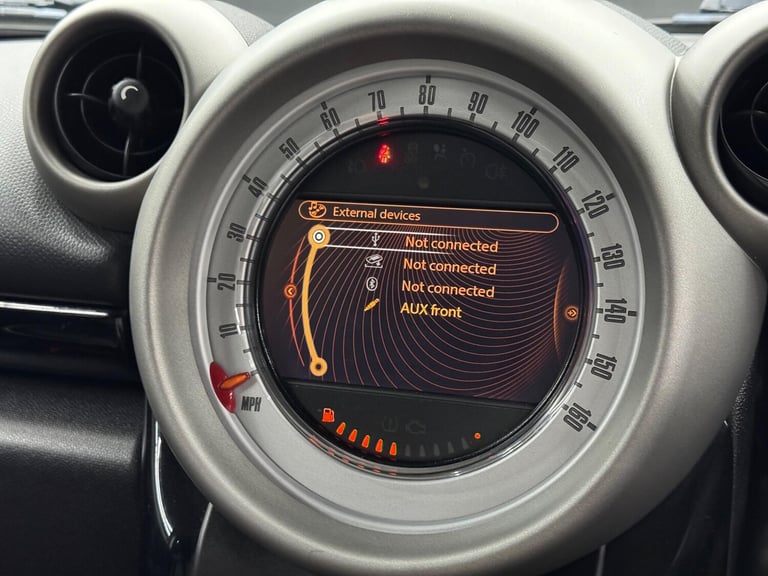 10
20
30
40
50
60
70
80
90
100
110
120
130
140
150
160
MPH
External devices
Not connected
Not connected
Not connected
AUX front